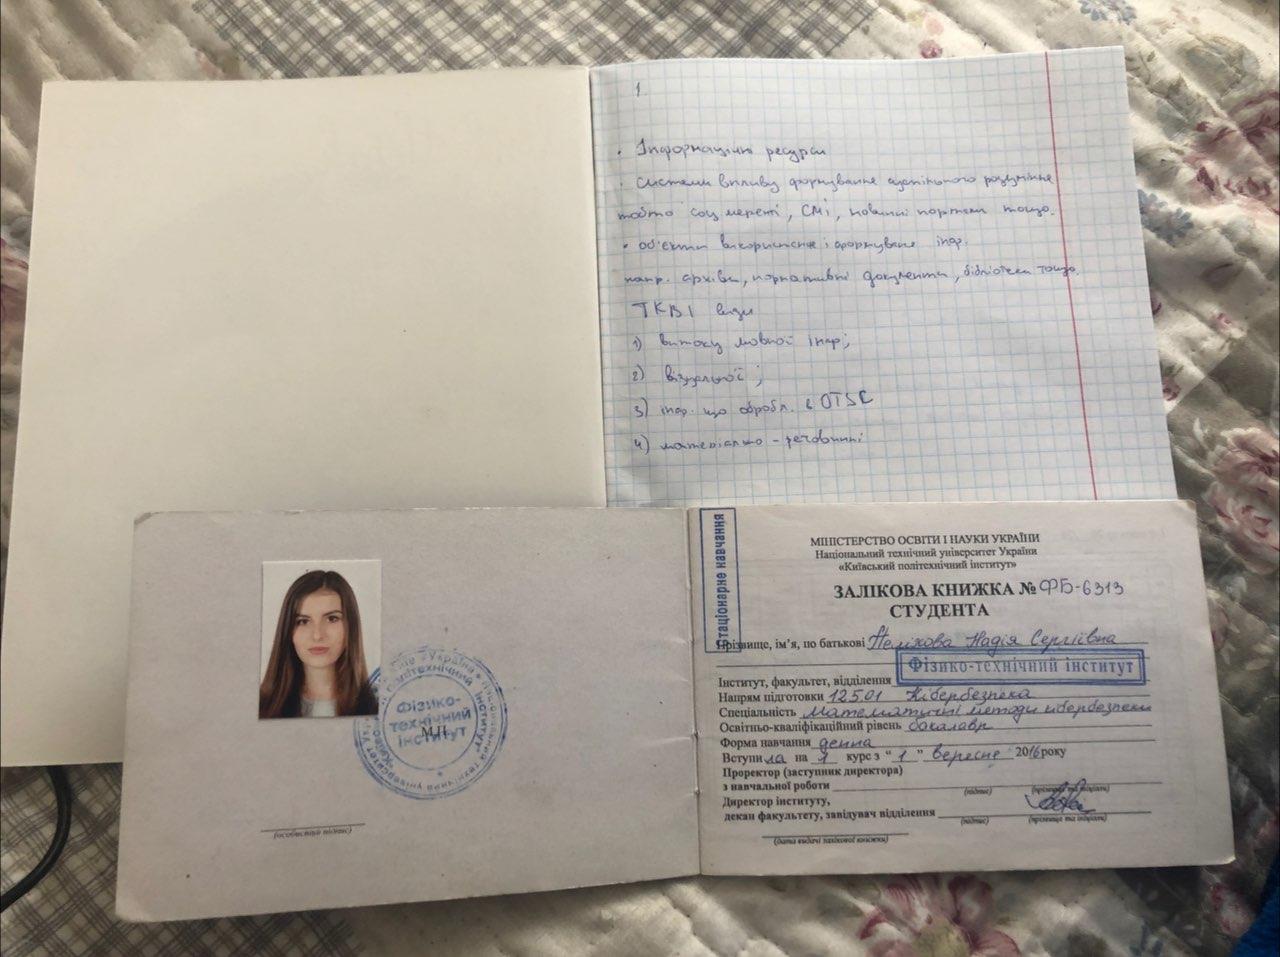 1.
• Інформаційні ресурси
• системи впливу формування суспільного розуміння
тобто соц мережі, СМІ, новинні портали тощо.
• об'єкти використання і формування інф.
напр. архіви, нормативні документи, бібліотеки тощо.
ТКВІ види
1) витоку мовної інф;
2) візуальної;
3) інф. що обробл. в OTSC
4) матеріально - речовинні
Стаціонарне навчання
МІНІСТЕРСТВО ОСВІТИ І НАУКИ УКРАЇНИ
Національний технічний університет України
«Київський політехнічний інститут»
ЗАЛІКОВА КНИЖКА № ФБ-6313
СТУДЕНТА
Прізвище, ім'я, по батькові Надія Сергіївна
Фізико-технічний інститут
Інститут, факультет, відділення
Напрям підготовки 125.01 Кібербезпека
Спеціальність Математичні методи кібербезпеки
Освітньо-кваліфікаційний рівень бакалавр
Форма навчання денна
Вступила на 1 курс з "1" вересня 2016 року
Проректор (заступник директора)
з навчальної роботи
(підпис) (прізвище та ініціали)
Директор інституту,
декан факультету, завідувач відділення
(підпис) (прізвище та ініціали)
(дата видачі залікової книжки)
Фізико-
технічний
інститут
М.П.
(особистий підпис)